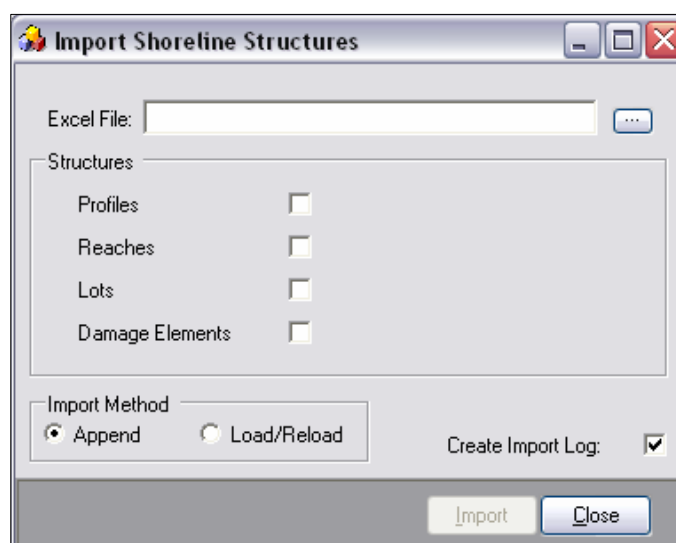 Import Shoreline Structures
Excel File:
...
Structures
Profiles
Reaches
Lots
Damage Elements
Import Method
Append Load/Reload
Create Import Log:
Import Close